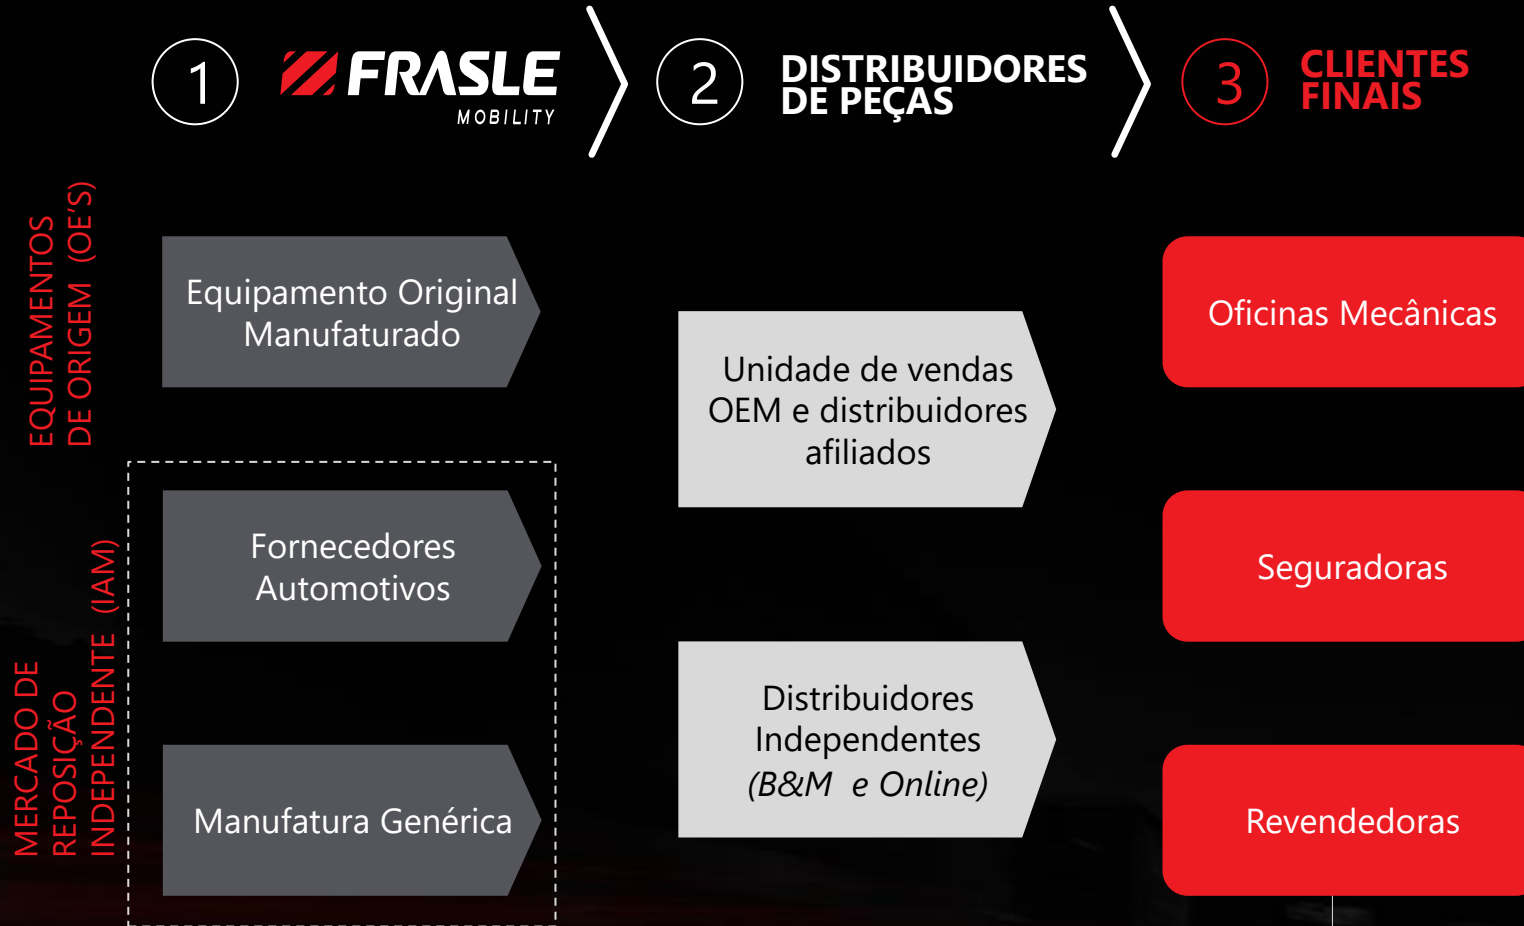 1
FRASLE
MOBILITY
2
DISTRIBUIDORES
DE PEÇAS
3
CLIENTES
FINAIS
EQUIPAMENTOS
DE ORIGEM (OE'S)
Equipamento Original
Manufaturado
Unidade de vendas
OEM e distribuidores
afiliados
Oficinas Mecânicas
MERCADO DE
REPOSIÇÃO
INDEPENDENTE (IAM)
Fornecedores
Automotivos
Seguradoras
Manufatura Genérica
Distribuidores
Independentes
(B&M e Online)
Revendedoras